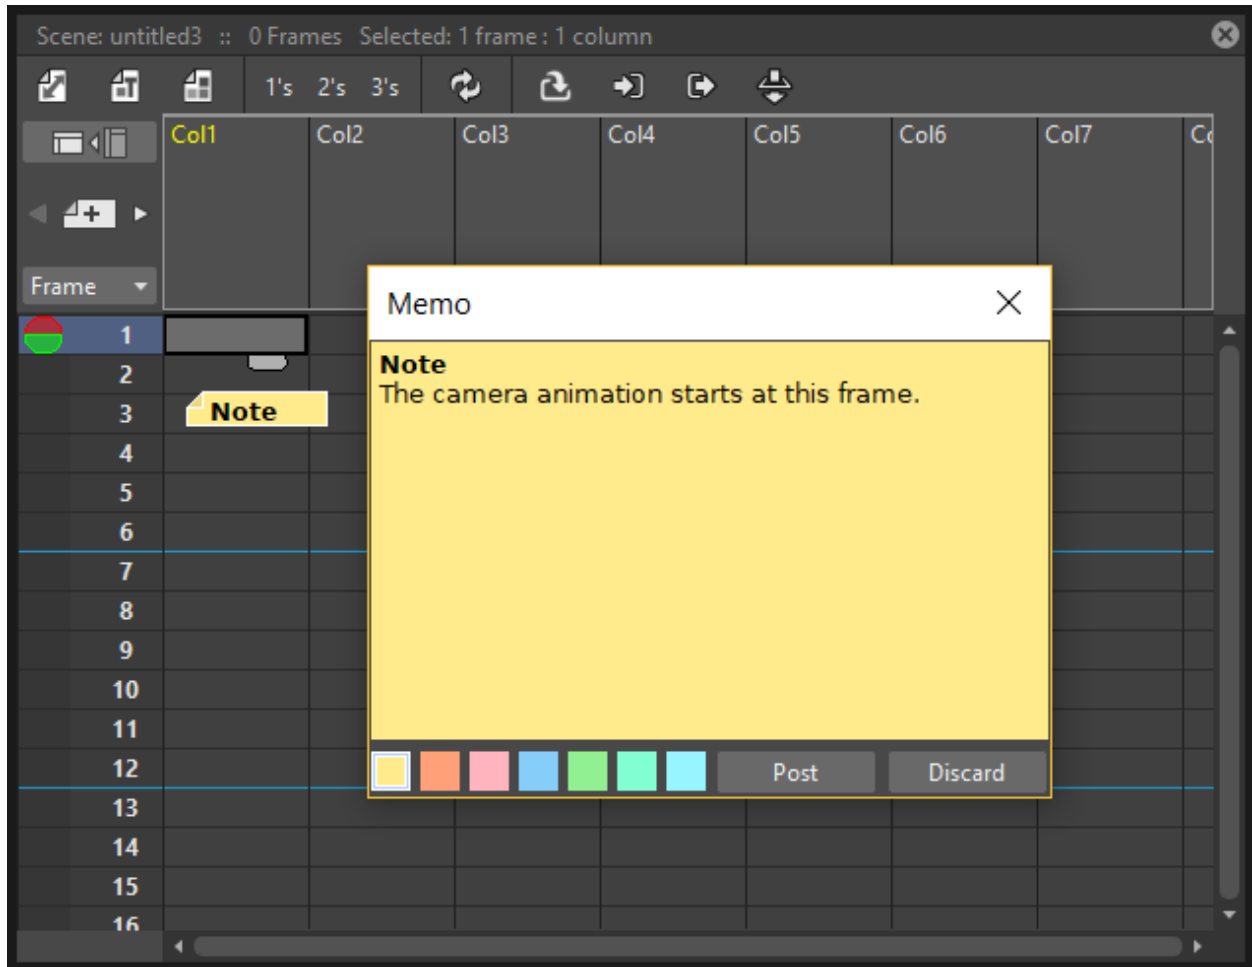 Scene: untitled3 :: 0 Frames Selected: 1 frame : 1 column
1's 2's 3's
Col1 Col2 Col3 Col4 Col5 Col6 Col7
Frame
Memo
1
Note
The camera animation starts at this frame.
2
3 Note
4
5
6
7
8
9
10
11
12 Post Discard
13
14
15
16